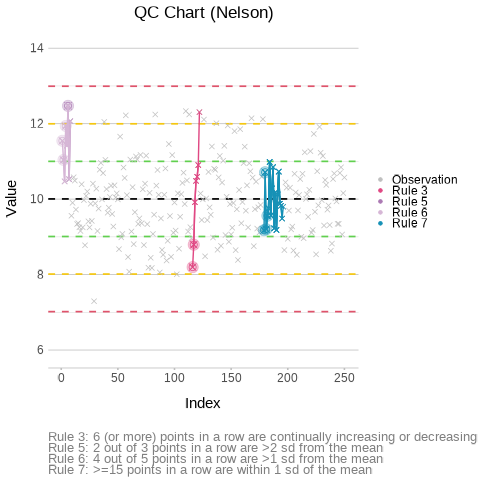 QC Chart (Nelson)
14
12
10
8
6
Value
0
50
100
150
200
250
Index
Observation
Rule 3
Rule 5
Rule 6
Rule 7
Rule 3: 6 (or more) points in a row are continually increasing or decreasing
Rule 5: 2 out of 3 points in a row are >2 sd from the mean
Rule 6: 4 out of 5 points in a row are >1 sd from the mean
Rule 7: >=15 points in a row are within 1 sd of the mean